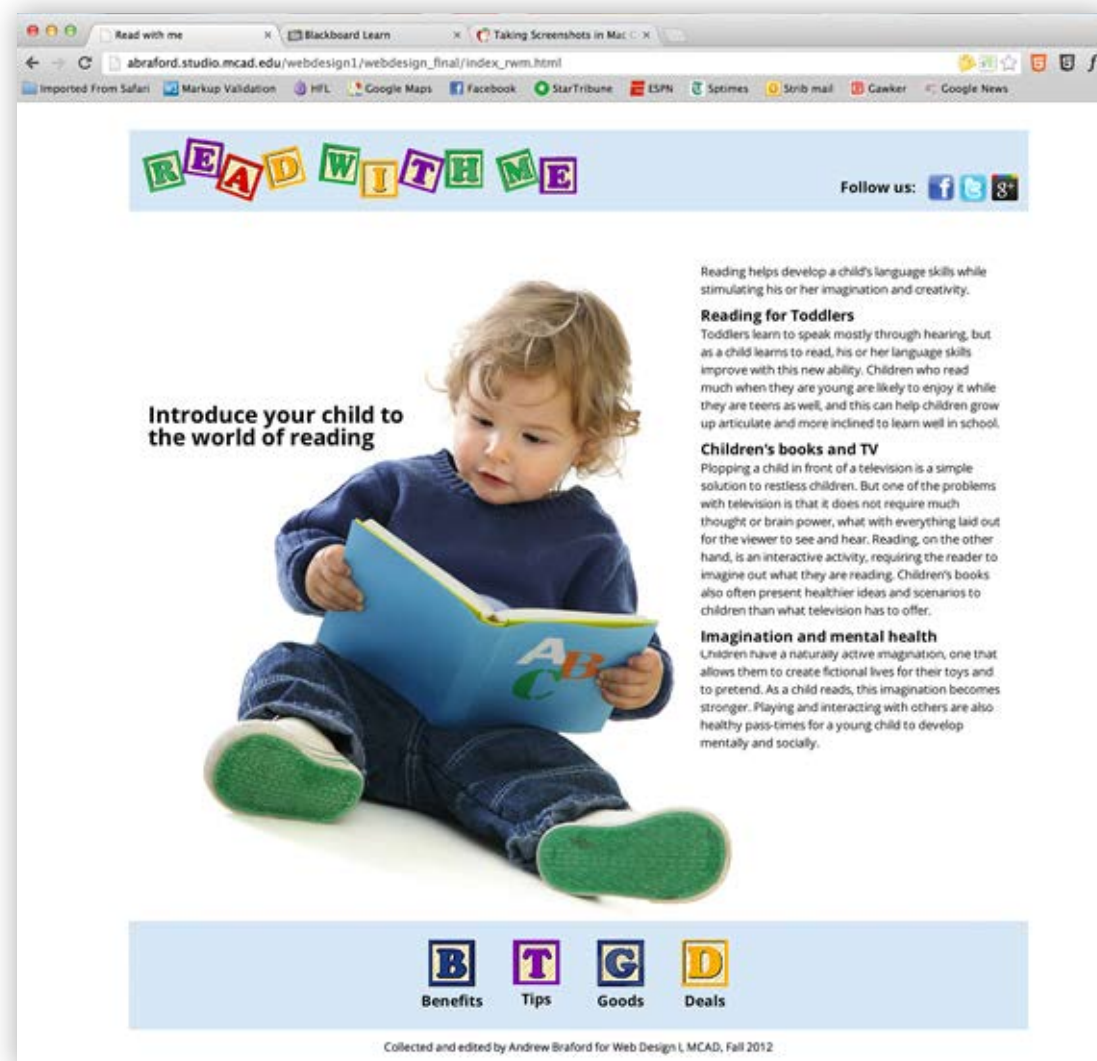 Read with me
Blackboard Learn
Taking Screenshots in Mac
abraford.studio.mcad.edu/webdesign1/webdesign_final/index_rwm.html
Imported From Safari Markup Validation HFL Google Maps Facebook StarTribune ESPN Sptimes Strib mail Gawker Google News
READ WITH ME
Follow us:
Introduce your child to
the world of reading
ABC
Reading helps develop a child's language skills while
stimulating his or her imagination and creativity.
Reading for Toddlers
Toddlers learn to speak mostly through hearing, but
as a child learns to read, his or her language skills
improve with this new ability. Children who read
much when they are young are likely to enjoy it while
they are teens as well, and this can help children grow
up articulate and more inclined to learn well in school.
Children's books and TV
Plopping a child in front of a television is a simple
solution to restless children. But one of the problems
with television is that it does not require much
thought or brain power, what with everything laid out
for the viewer to see and hear. Reading, on the other
hand, is an interactive activity, requiring the reader to
imagine out what they are reading. Children's books
also often present healthier ideas and scenarios to
children than what television has to offer.
Imagination and mental health
Children have a naturally active imagination, one that
allows them to create fictional lives for their toys and
to pretend. As a child reads, this imagination becomes
stronger. Playing and interacting with others are also
healthy pass-times for a young child to develop
mentally and socially.
B T G D
Benefits Tips Goods Deals
Collected and edited by Andrew Braford for Web Design I, MCAD, Fall 2012